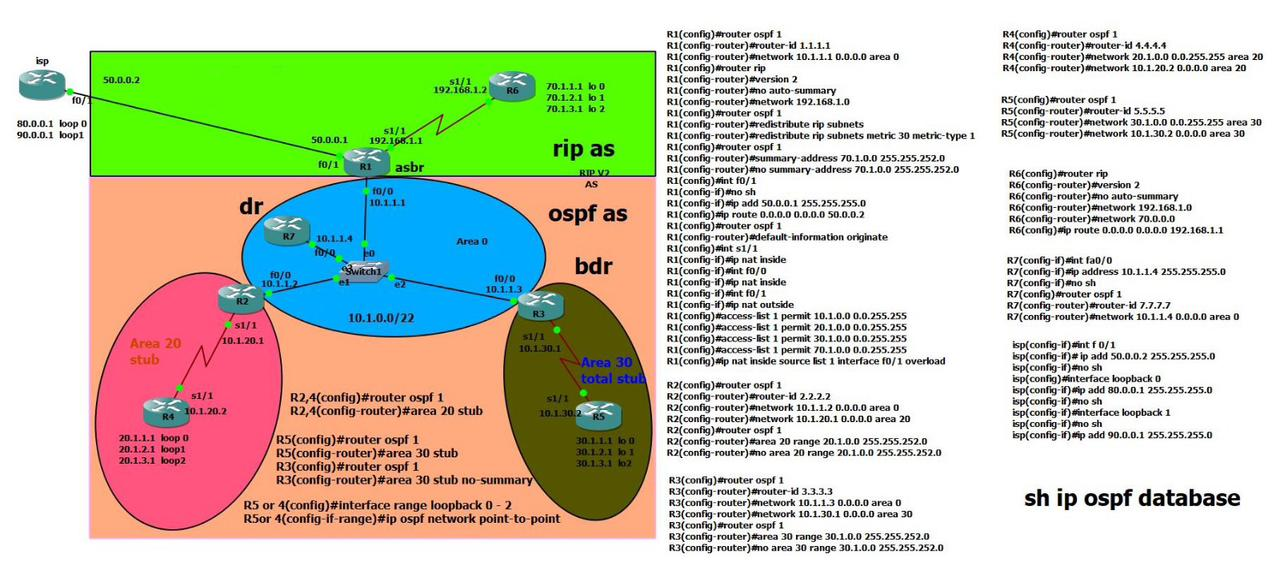 isp
50.0.0.2
f0/1
80.0.0.1 loop 0
90.0.0.1 loop1
s1/1
192.168.1.2
R6
70.1.1.1 lo 0
70.1.2.1 lo 1
70.1.3.1 lo 2
50.0.0.1
s1/1
192.168.1.1
f0/1
R1
asbr
rip as
RIP V2
AS
ospf as
dr
f0/0
10.1.1.1
R7
10.1.1.4
f0/0
e0
Area 0
Switch1
e1
e2
bdr
f0/0
10.1.1.2
R2
f0/0
10.1.1.3
R3
10.1.0.0/22
s1/1
10.1.20.1
Area 20
stub
s1/1
10.1.20.2
R4
20.1.1.1 loop 0
20.1.2.1 loop1
20.1.3.1 loop2
s1/1
10.1.30.1
Area 30
total stub
s1/1
10.1.30.2
R5
30.1.1.1 lo 0
30.1.2.1 lo 1
30.1.3.1 lo2
R2,4(config)#router ospf 1
R2,4(config-router)#area 20 stub
R5(config)#router ospf 1
R5(config-router)#area 30 stub
R3(config)#router ospf 1
R3(config-router)#area 30 stub no-summary
R5 or 4(config)#interface range loopback 0 - 2
R5or 4(config-if-range)#ip ospf network point-to-point
R1(config)#router ospf 1
R1(config-router)#router-id 1.1.1.1
R1(config-router)#network 10.1.1.1 0.0.0.0 area 0
R1(config-router)#router rip
R1(config-router)#version 2
R1(config-router)#no auto-summary
R1(config-router)#network 192.168.1.0
R1(config-router)#router ospf 1
R1(config-router)#redistribute rip subnets
R1(config-router)#redistribute rip subnets metric 30 metric-type 1
R1(config-router)#router ospf 1
R1(config-router)#summary-address 70.1.0.0 255.255.252.0
R1(config-router)#no summary-address 70.1.0.0 255.255.252.0
R1(config)#int f0/1
R1(config-if)#no sh
R1(config-if)#ip add 50.0.0.1 255.255.255.0
R1(config)#ip route 0.0.0.0 0.0.0.0 50.0.0.2
R1(config)#router ospf 1
R1(config-router)#default-information originate
R1(config)#int s1/1
R1(config-if)#ip nat inside
R1(config-if)#int f0/0
R1(config-if)#ip nat inside
R1(config-if)#int f0/1
R1(config-if)#ip nat outside
R1(config)#access-list 1 permit 10.1.0.0 0.0.255.255
R1(config)#access-list 1 permit 20.1.0.0 0.0.255.255
R1(config)#access-list 1 permit 30.1.0.0 0.0.255.255
R1(config)#access-list 1 permit 70.1.0.0 0.0.255.255
R1(config)#ip nat inside source list 1 interface f0/1 overload
R2(config)#router ospf 1
R2(config-router)#router-id 2.2.2.2
R2(config-router)#network 10.1.1.2 0.0.0.0 area 0
R2(config-router)#network 10.1.20.1 0.0.0.0 area 20
R2(config)#router ospf 1
R2(config-router)#area 20 range 20.1.0.0 255.255.252.0
R2(config-router)#no area 20 range 20.1.0.0 255.255.252.0
R3(config)#router ospf 1
R3(config-router)#router-id 3.3.3.3
R3(config-router)#network 10.1.1.3 0.0.0.0 area 0
R3(config-router)#network 10.1.30.1 0.0.0.0 area 30
R3(config)#router ospf 1
R3(config-router)#area 30 range 30.1.0.0 255.255.252.0
R3(config-router)#no area 30 range 30.1.0.0 255.255.252.0
R4(config)#router ospf 1
R4(config-router)#router-id 4.4.4.4
R4(config-router)#network 20.1.0.0 0.0.255.255 area 20
R4(config-router)#network 10.1.20.2 0.0.0.0 area 20
R5(config)#router ospf 1
R5(config-router)#router-id 5.5.5.5
R5(config-router)#network 30.1.0.0 0.0.255.255 area 30
R5(config-router)#network 10.1.30.2 0.0.0.0 area 30
R6(config)#router rip
R6(config-router)#version 2
R6(config-router)#no auto-summary
R6(config-router)#network 192.168.1.0
R6(config-router)#network 70.0.0.0
R6(config)#ip route 0.0.0.0 0.0.0.0 192.168.1.1
R7(config-if)#int fa0/0
R7(config-if)#ip address 10.1.1.4 255.255.255.0
R7(config-if)#no sh
R7(config-router)#router ospf 1
R7(config-router)#router-id 7.7.7.7
R7(config-router)#network 10.1.1.4 0.0.0.0 area 0
isp(config-if)#int f 0/1
isp(config-if)# ip add 50.0.0.2 255.255.255.0
isp(config-if)#no sh
isp(config)#interface loopback 0
isp(config-if)#ip add 80.0.0.1 255.255.255.0
isp(config-if)#no sh
isp(config-if)#interface loopback 1
isp(config-if)#no sh
isp(config-if)#ip add 90.0.0.1 255.255.255.0
sh ip ospf database